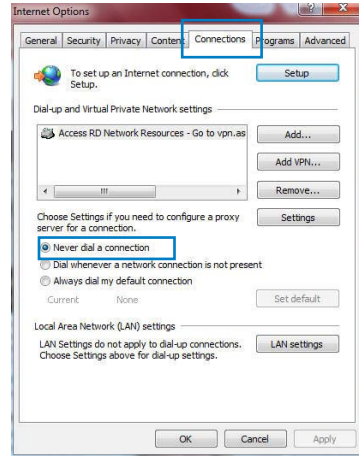 Internet Options
General Security Privacy Content Connections Programs Advanced
To set up an Internet connection, click
Setup.
Setup
Dial-up and Virtual Private Network settings
Access RD Network Resources - Go to vpn.as
Add...
Add VPN...
Remove...
Choose Settings if you need to configure a proxy
server for a connection.
Settings
Never dial a connection
Dial whenever a network connection is not present
Always dial my default connection
Current None
Set default
Local Area Network (LAN) settings
LAN Settings do not apply to dial-up connections.
Choose Settings above for dial-up settings.
LAN settings
OK Cancel Apply